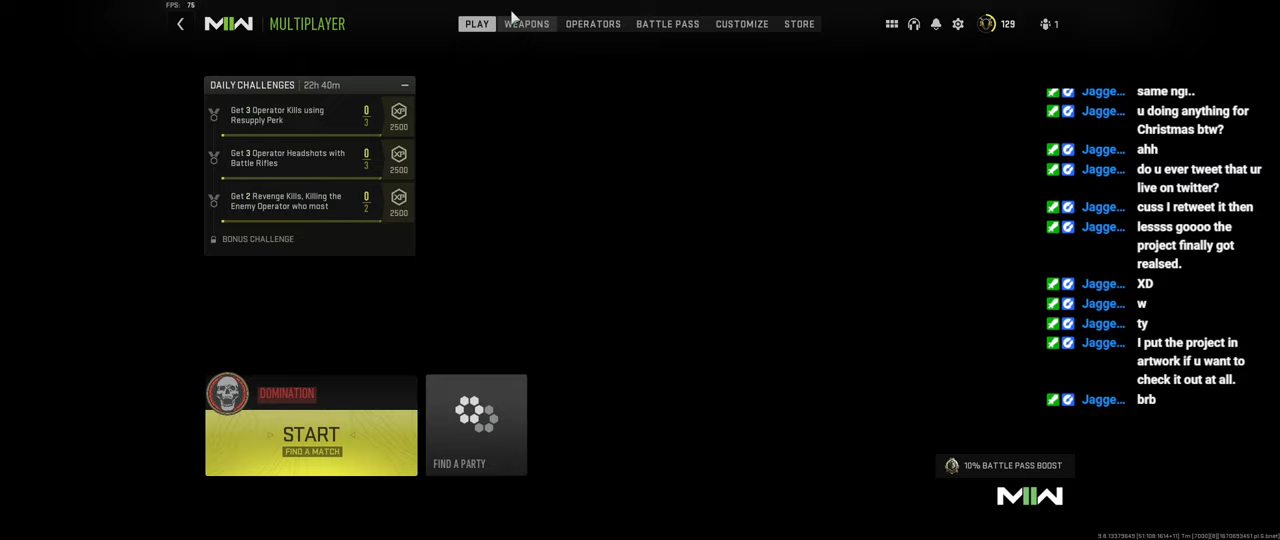 FPS: 75
MWII | MULTIPLAYER
PLAY WEAPONS OPERATORS BATTLE PASS CUSTOMIZE STORE
129
1
DAILY CHALLENGES | 22h 40m
Get 3 Operator Kills using
Resupply Perk
0
3
2500
Get 3 Operator Headshots with
Battle Rifles
0
3
2500
Get 2 Revenge Kills, Killing the
Enemy Operator who most
0
2
2500
BONUS CHALLENGE
DOMINATION
START
FIND A MATCH
FIND A PARTY
Jagge... same ngl..
Jagge... u doing anything for
Christmas btw?
Jagge... ahh
Jagge... do u ever tweet that ur
live on twitter?
Jagge... cuss I retweet it then
Jagge... lessss goooo the
project finally got
realsed.
Jagge... XD
Jagge... w
Jagge... ty
Jagge... I put the project in
artwork if u want to
check it out at all.
Jagge... brb
10% BATTLE PASS BOOST
MWII